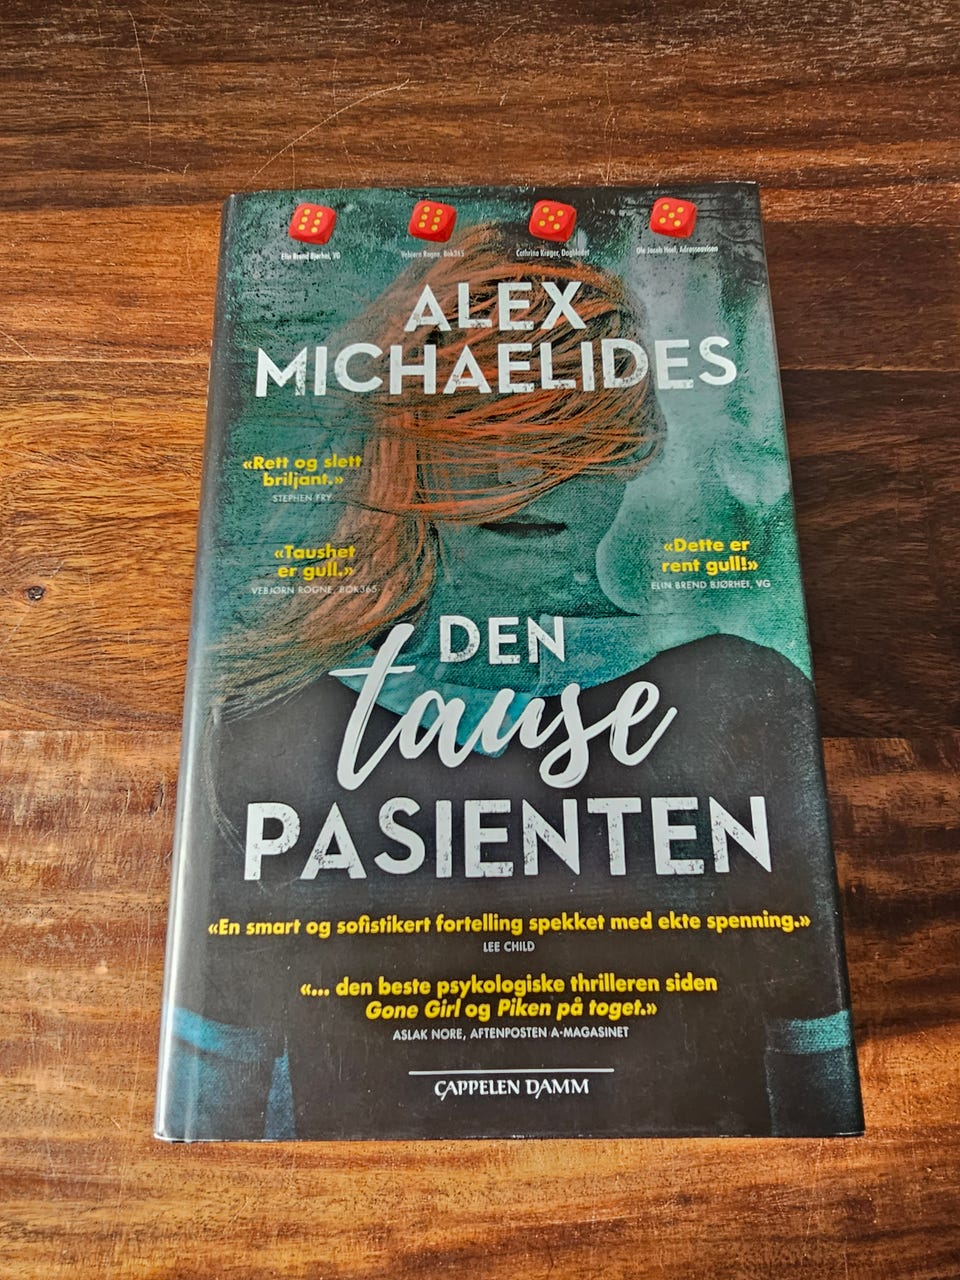 Elin Brend Bjørhei, VG
Vebjørn Rogne, Bok365
Cathrine Krøger, Dagbladet
Ole Jacob Hoel, Adresseavisen
ALEX
MICHAELIDES
«Rett og slett
briljant.»
STEPHEN FRY
«Taushet
er gull.»
VEBJØRN ROGNE, BOK365
«Dette er
rent gull!»
ELIN BREND BJØRHEI, VG
DEN
tause
PASIENTEN
«En smart og sofistikert fortelling spekket med ekte spenning.»
LEE CHILD
«... den beste psykologiske thrilleren siden
Gone Girl og Piken på toget.»
ASLAK NORE, AFTENPOSTEN A-MAGASINET
CAPPELEN DAMM